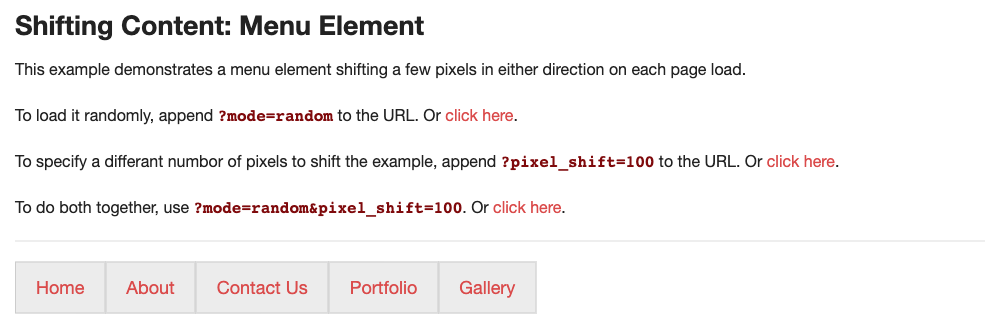 Shifting Content: Menu Element
This example demonstrates a menu element shifting a few pixels in either direction on each page load.
To load it randomly, append ?mode=random to the URL. Or click here.
To specify a differant numbor of pixels to shift the example, append ?pixel_shift=100 to the URL. Or click here.
To do both together, use ?mode=random&pixel_shift=100. Or click here.
Home About Contact Us Portfolio Gallery